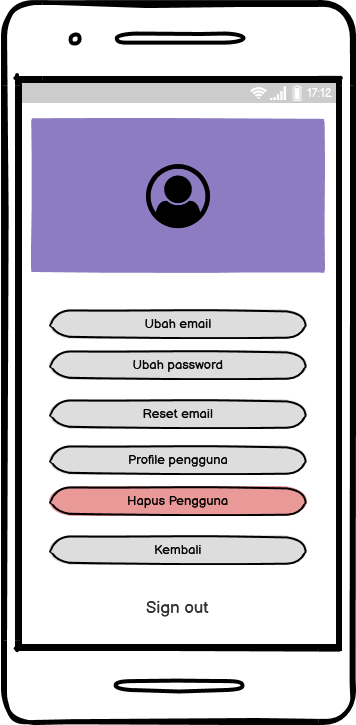 17:12
Ubah email
Ubah password
Reset email
Profile pengguna
Hapus Pengguna
Kembali
Sign out